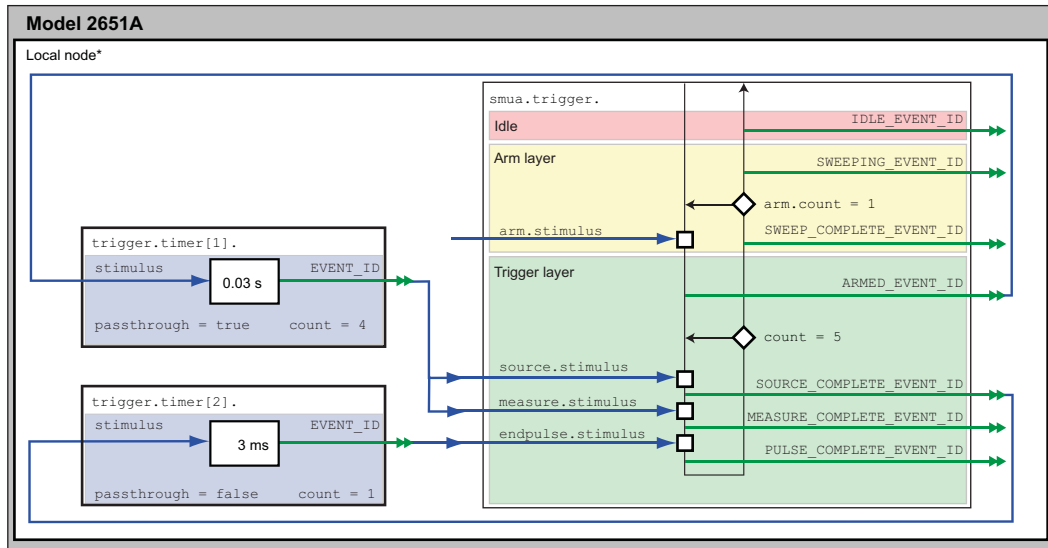 Model 2651A
Local node*
smua.trigger.
Idle
IDLE_EVENT_ID
Arm layer
SWEEPING_EVENT_ID
arm.count = 1
arm.stimulus
SWEEP_COMPLETE_EVENT_ID
trigger.timer[1].
stimulus
EVENT_ID
0.03 s
passthrough = true
count = 4
Trigger layer
ARMED_EVENT_ID
count = 5
source.stimulus
SOURCE_COMPLETE_EVENT_ID
measure.stimulus
MEASURE_COMPLETE_EVENT_ID
endpulse.stimulus
PULSE_COMPLETE_EVENT_ID
trigger.timer[2].
stimulus
EVENT_ID
3 ms
passthrough = false
count = 1